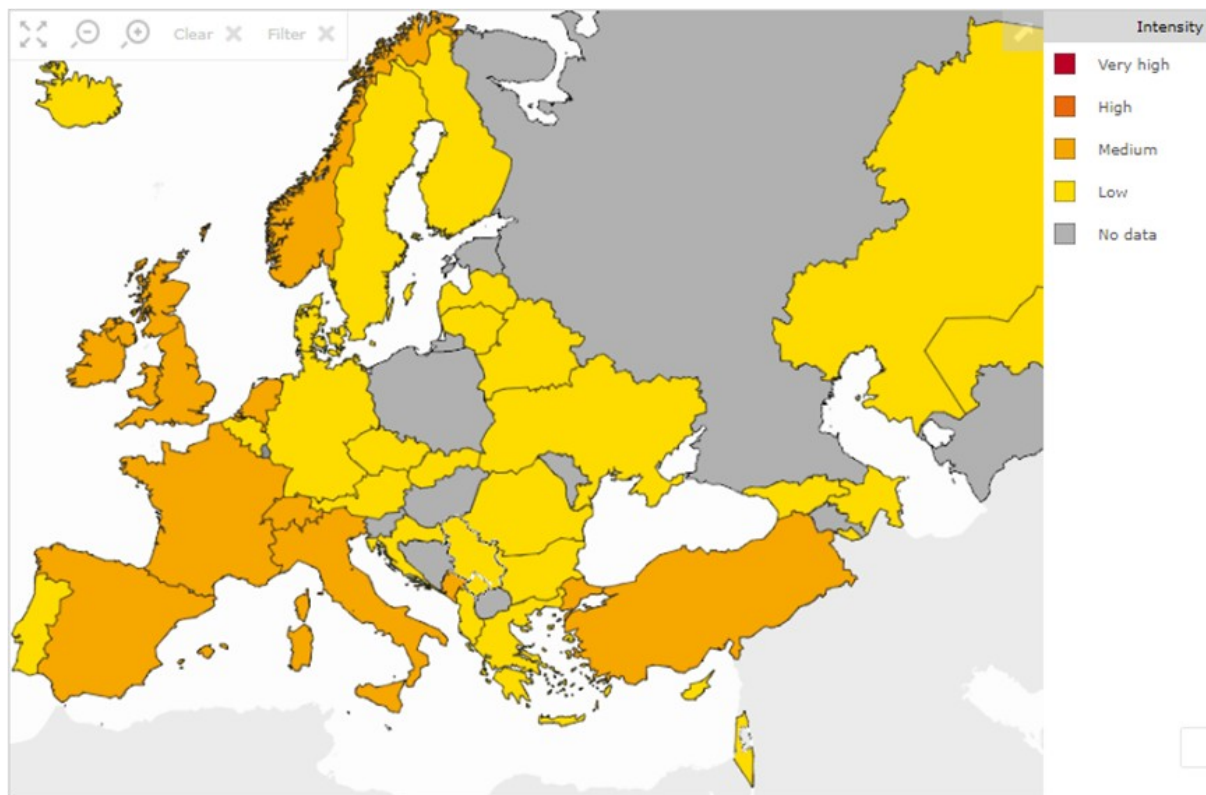 Clear
Filter
Intensity
Very high
High
Medium
Low
No data